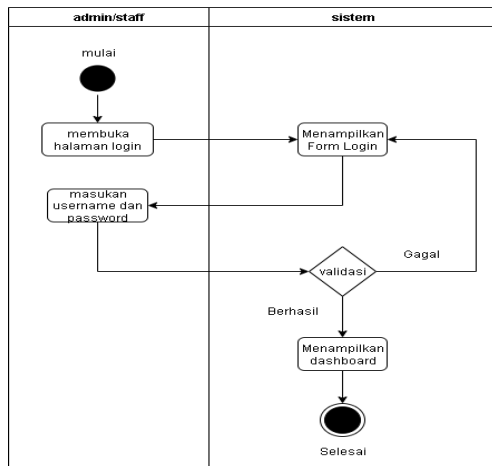 admin/staff
sistem
mulai
membuka
halaman login
Menampilkan
Form Login
masukan
username dan
password
validasi
Gagal
Berhasil
Menampilkan
dashboard
Selesai